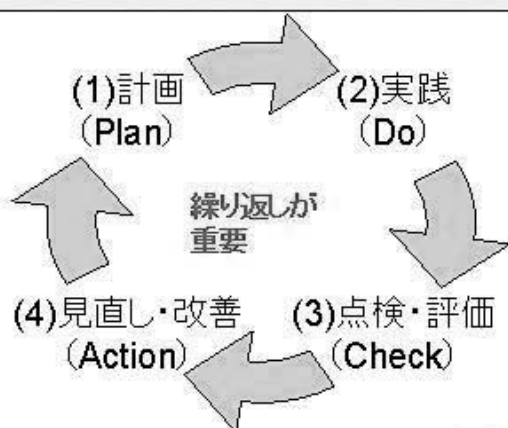 (1)計画
(Plan)
(2)実践
(Do)
繰り返しが
重要
(3)点検・評価
(Check)
(4)見直し・改善
(Action)